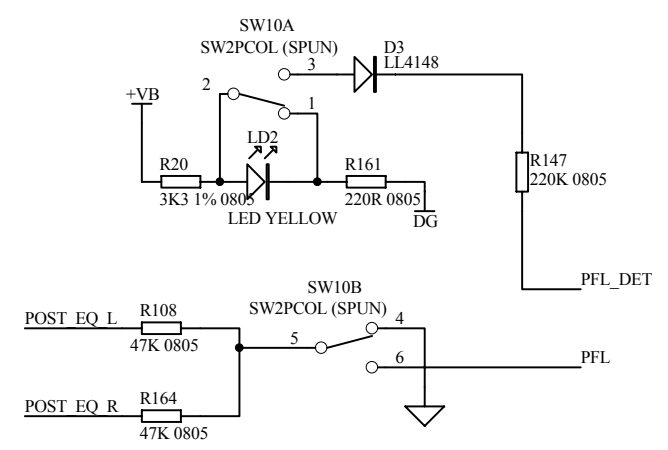 SW10A
SW2PCOL (SPUN)
3
D3
LL4148
+VB
2
1
LD2
R20
3K3 1% 0805
LED YELLOW
R161
220R 0805
DG
R147
220K 0805
PFL_DET
SW10B
SW2PCOL (SPUN)
POST_EQ_L
R108
47K 0805
5
4
6
PFL
POST_EQ_R
R164
47K 0805